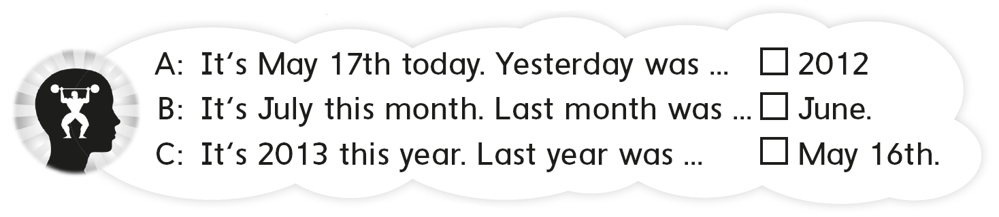 A: It's May 17th today. Yesterday was ... □ 2012
B: It's July this month. Last month was ... □ June.
C: It's 2013 this year. Last year was ... □ May 16th.